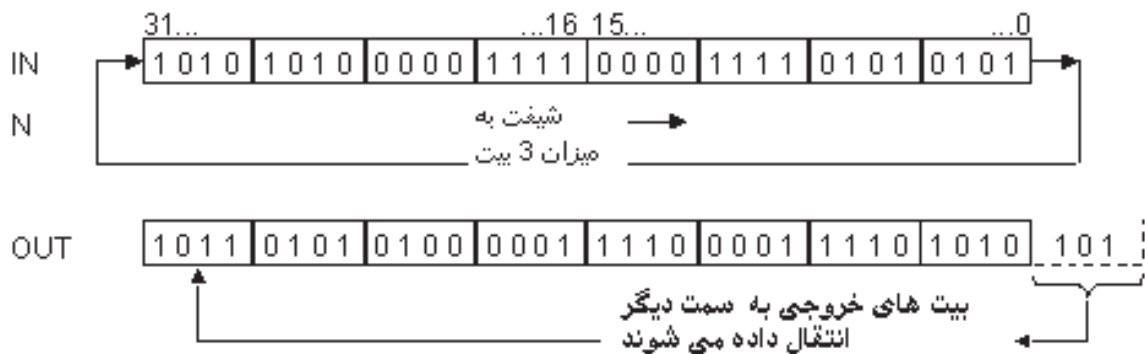 31... ...16 15... ...0
IN 1010 1010 0000 1111 0000 1111 0101 0101
N شیفت به
میزان 3 بیت
OUT 1011 0101 0100 0001 1110 0001 1110 1010 101
بیت های خروجی به سمت دیگر
انتقال داده می شوند